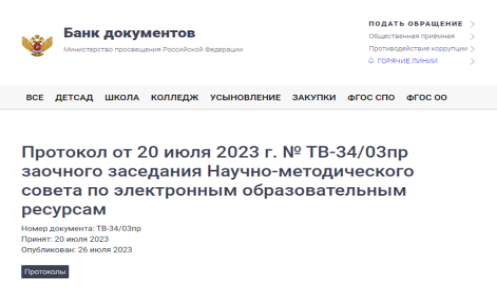 Банк документов
Министерство просвещения Российской Федерации
ПОДАТЬ ОБРАЩЕНИЕ
Общественная приёмная
Противодействие коррупции
ГОРЯЧИЕ ЛИНИИ
ВСЕ ДЕТСАД ШКОЛА КОЛЛЕДЖ УСЫНОВЛЕНИЕ ЗАКУПКИ ФГОС СПО ФГОС ОО
Протокол от 20 июля 2023 г. № ТВ-34/03пр
заочного заседания Научно-методического
совета по электронным образовательным
ресурсам
Номер документа: ТВ-34/03пр
Принят: 20 июля 2023
Опубликован: 26 июля 2023
Протоколы